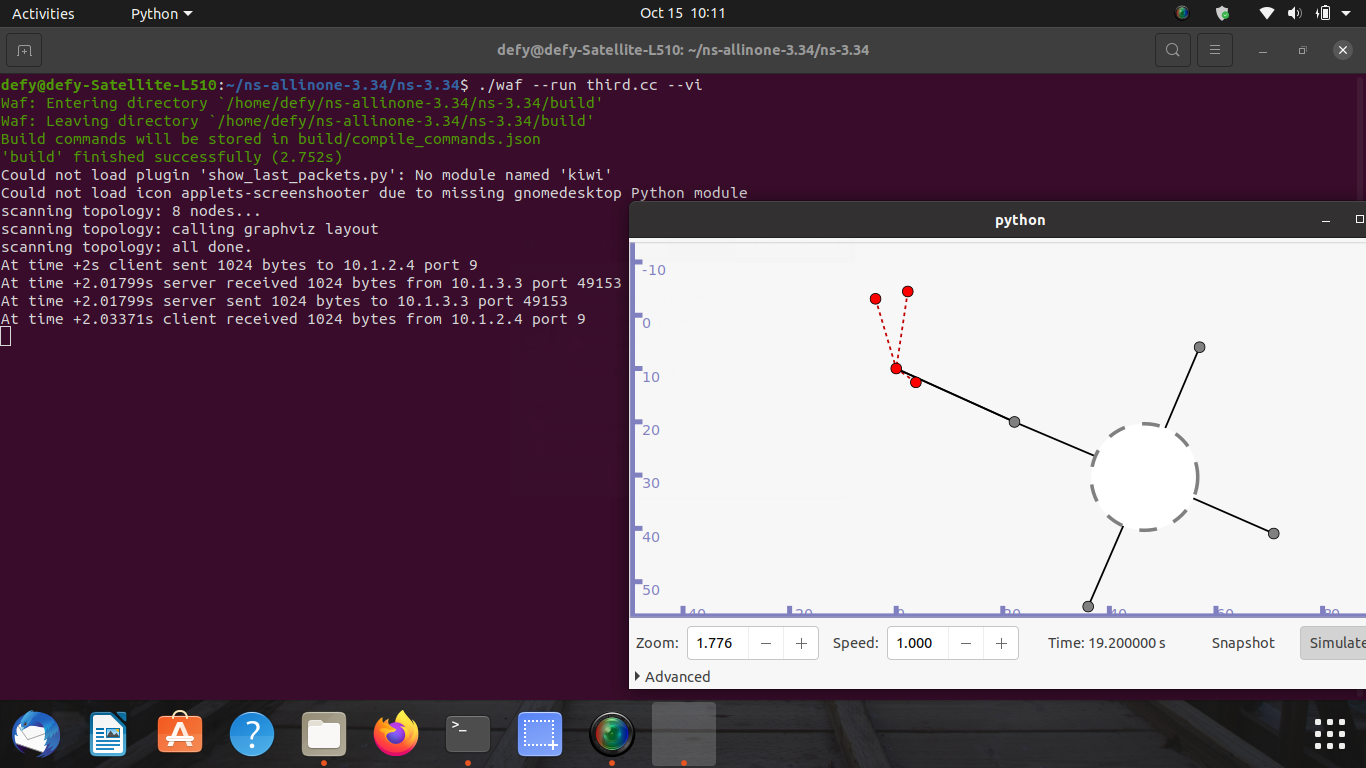 Activities
Python
Oct 15 10:11
defy@defy-Satellite-L510: ~/ns-allinone-3.34/ns-3.34
defy@defy-Satellite-L510:~/ns-allinone-3.34/ns-3.34$ ./waf --run third.cc --vi
Waf: Entering directory `/home/defy/ns-allinone-3.34/ns-3.34/build'
Waf: Leaving directory `/home/defy/ns-allinone-3.34/ns-3.34/build'
Build commands will be stored in build/compile_commands.json
'build' finished successfully (2.752s)
Could not load plugin 'show_last_packets.py': No module named 'kiwi'
Could not load icon applets-screenshooter due to missing gnomedesktop Python module
scanning topology: 8 nodes...
scanning topology: calling graphviz layout
scanning topology: all done.
At time +2s client sent 1024 bytes to 10.1.2.4 port 9
At time +2.01799s server received 1024 bytes from 10.1.3.3 port 49153
At time +2.01799s server sent 1024 bytes to 10.1.3.3 port 49153
At time +2.03371s client received 1024 bytes from 10.1.2.4 port 9
python
-10
0
10
20
30
40
50
Zoom: 1.776 − + Speed: 1.000 − + Time: 19.200000 s Snapshot Simulate
Advanced